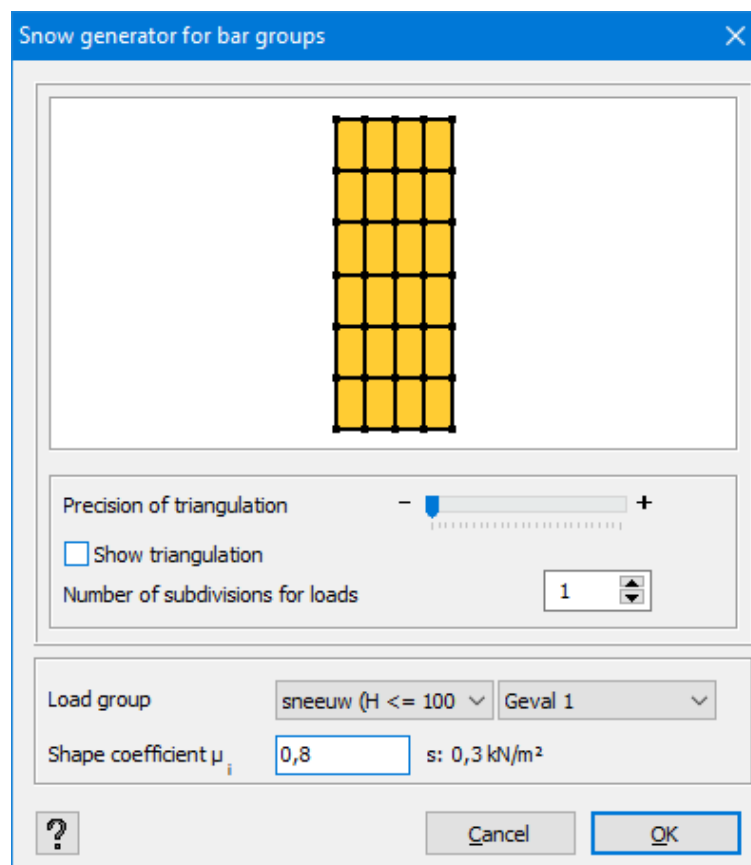 Snow generator for bar groups
Precision of triangulation - +
Show triangulation
Number of subdivisions for loads 1
Load group sneeuw (H <= 100 Geval 1
Shape coefficient μ i 0,8 s: 0,3 kN/m²
? Cancel OK